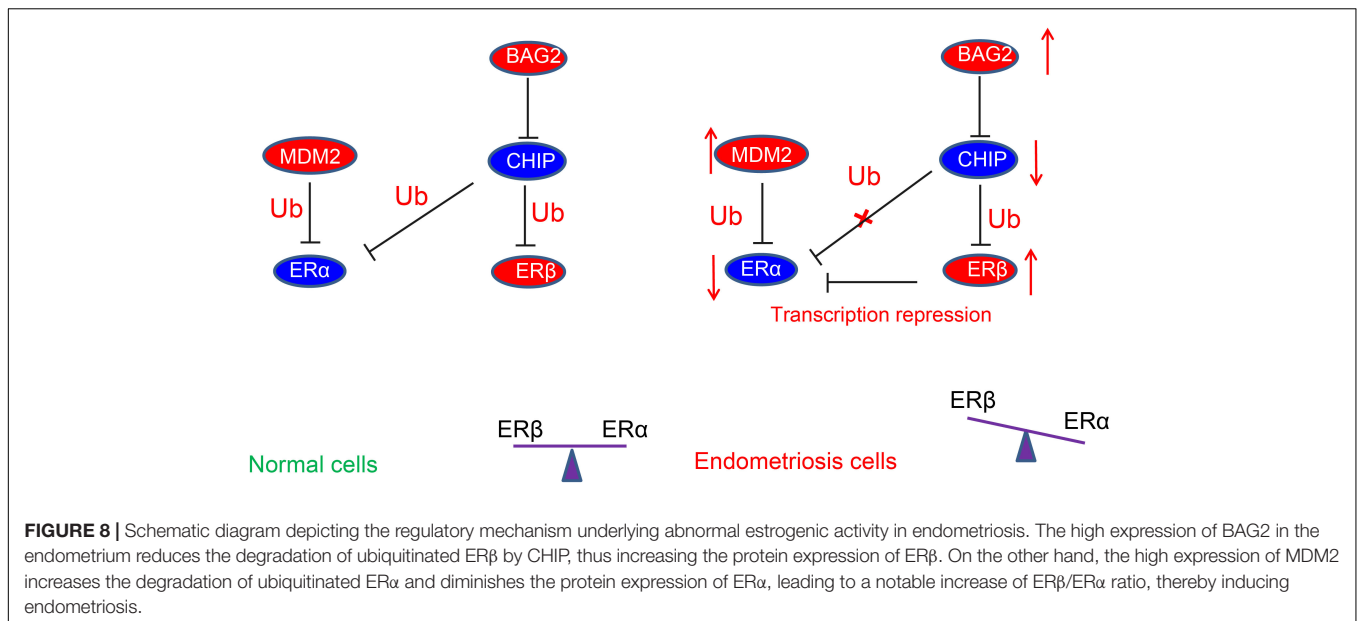 BAG2
MDM2
CHIP
Ub
Ub
Ub
ERα
ERβ
BAG2
MDM2
CHIP
Ub
Ub
Ub
ERα
ERβ
Transcription repression
ERβ
ERα
Normal cells
ERβ
ERα
Endometriosis cells
FIGURE 8 | Schematic diagram depicting the regulatory mechanism underlying abnormal estrogenic activity in endometriosis. The high expression of BAG2 in the
endometrium reduces the degradation of ubiquitinated ERβ by CHIP, thus increasing the protein expression of ERβ. On the other hand, the high expression of MDM2
increases the degradation of ubiquitinated ERα and diminishes the protein expression of ERα, leading to a notable increase of ERβ/ERα ratio, thereby inducing
endometriosis.